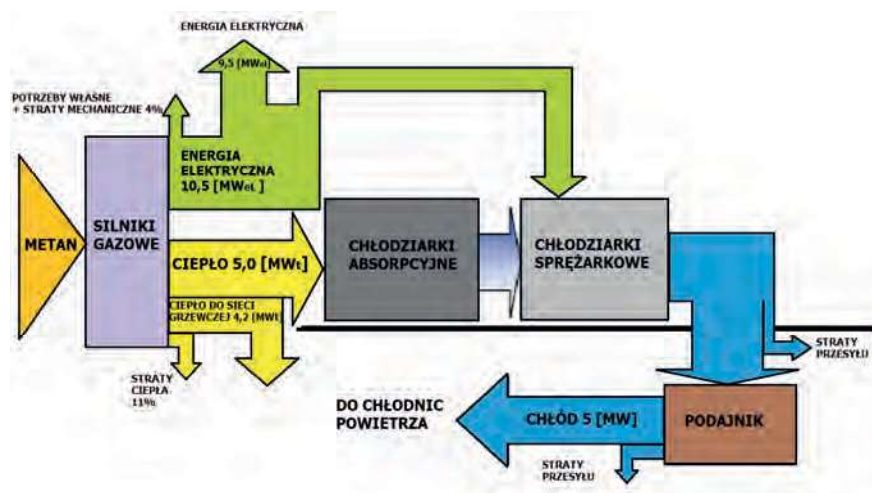 ENERGIA ELEKTRYCZNA
9,5 [MWel]
POTRZEBY WŁASNE
+ STRATY MECHANICZNE 4%
ENERGIA
ELEKTRYCZNA
10,5 [MWeL ]
METAN
SILNIKI
GAZOWE
CIEPŁO 5,0 [MWt]
CHŁODZIARKI
ABSORPCYJNE
CHŁODZIARKI
SPRĘŻARKOWE
CIEPŁO DO SIECI
GRZEWCZEJ 4,2 [MWt]
STRATY
CIEPŁA
11%
STRATY
PRZESYŁU
DO CHŁODNIC
POWIETRZA
CHŁÓD 5 [MW]
PODAJNIK
STRATY
PRZESYŁU